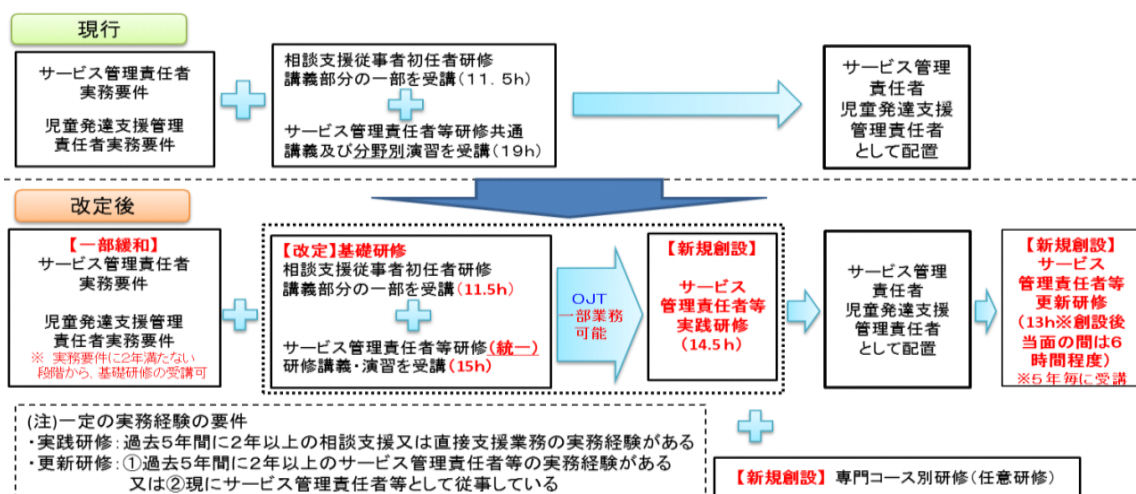 現行
サービス管理責任者
実務要件
児童発達支援管理
責任者実務要件
相談支援従事者初任者研修
講義部分の一部を受講(11.5h)
サービス管理責任者等研修共通
講義及び分野別演習を受講(19h)
サービス管理
責任者
児童発達支援
管理責任者
として配置
改定後
【一部緩和】
サービス管理責任者
実務要件
児童発達支援管理
責任者実務要件
※ 実務要件に2年満たない
段階から、基礎研修の受講可
【改定】基礎研修
相談支援従事者初任者研修
講義部分の一部を受講(11.5h)
サービス管理責任者等研修(統一)
研修講義・演習を受講(15h)
OJT
一部業務
可能
【新規創設】
サービス
管理責任者等
実践研修
(14.5h)
サービス管理
責任者
児童発達支援
管理責任者
として配置
【新規創設】
サービス
管理責任者等
更新研修
(13h※創設後
当面の間は6
時間程度)
※5年毎に受講
(注)一定の実務経験の要件
・実践研修:過去5年間に2年以上の相談支援又は直接支援業務の実務経験がある
・更新研修:①過去5年間に2年以上のサービス管理責任者等の実務経験がある
又は②現にサービス管理責任者等として従事している
【新規創設】専門コース別研修(任意研修)